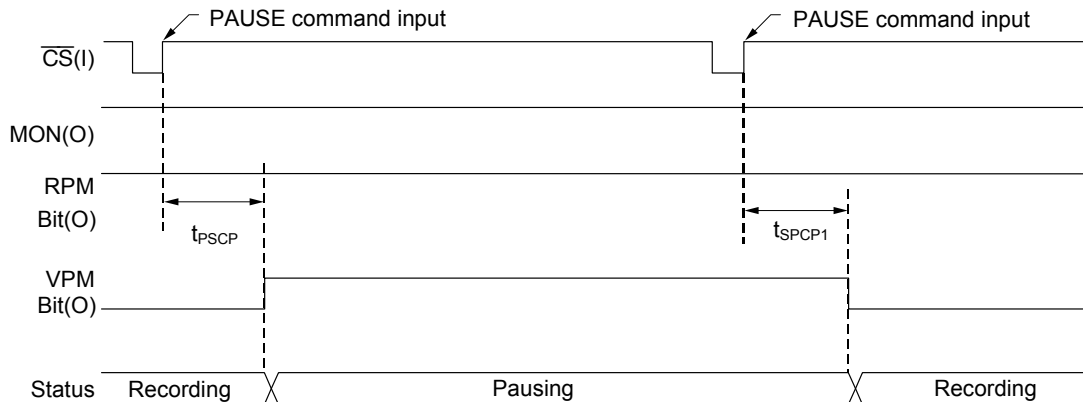 PAUSE command input PAUSE command input
CS(I)
MON(O)
RPM
Bit(O)
tPSCP tSPCP1
VPM
Bit(O)
Status Recording Pausing Recording